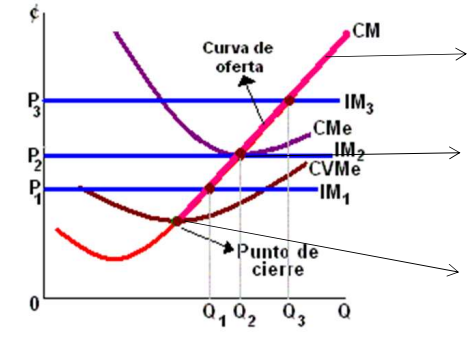 ¢
CM
Curva de
oferta
P3
IM3
CMe
P2
IM2
CVMe
P1
IM1
Punto de
cierre
0
Q1 Q2 Q3 Q